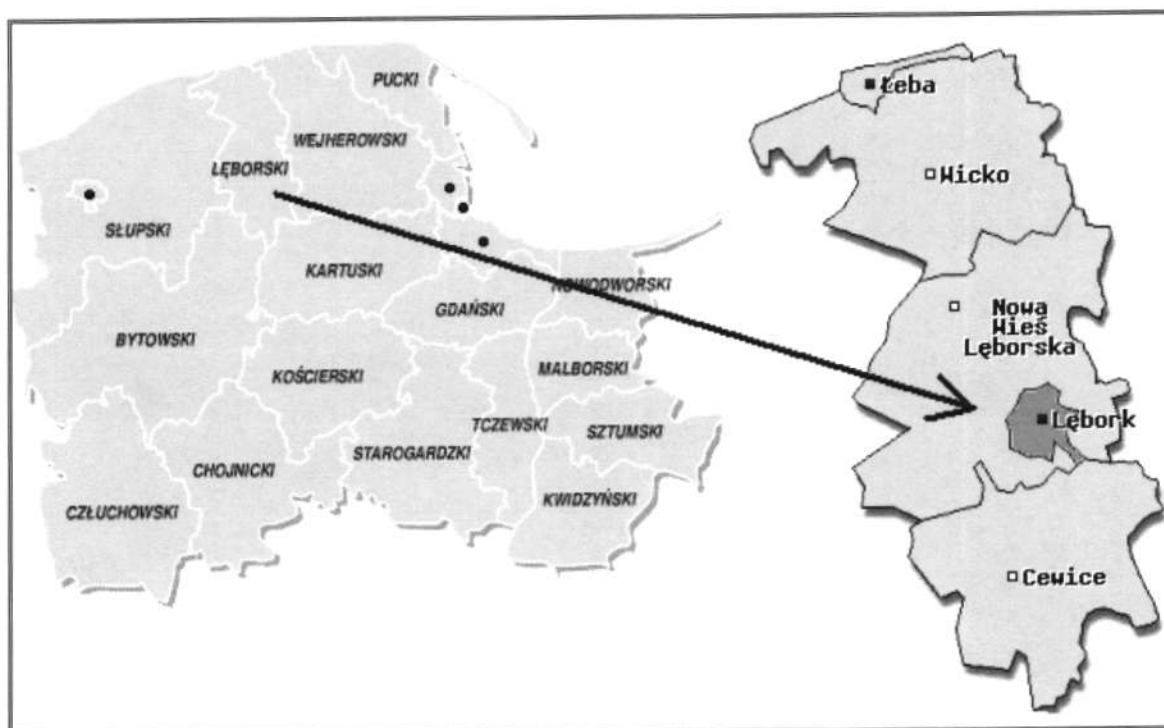 PUCKI
WEJHEROWSKI
LĘBORSKI
SŁUPSKI
KARTUSKI
GDAŃSKI
NOWODWORSKI
BYTOWSKI
KOŚCIERSKI
MALBORSKI
TCZEWSKI
SZTUMSKI
STAROGARDZKI
CHOJNICKI
KWIDZYŃSKI
CZŁUCHOWSKI
Łeba
Wicko
Nowa
Wieś
Lęborska
Lębork
Cewice